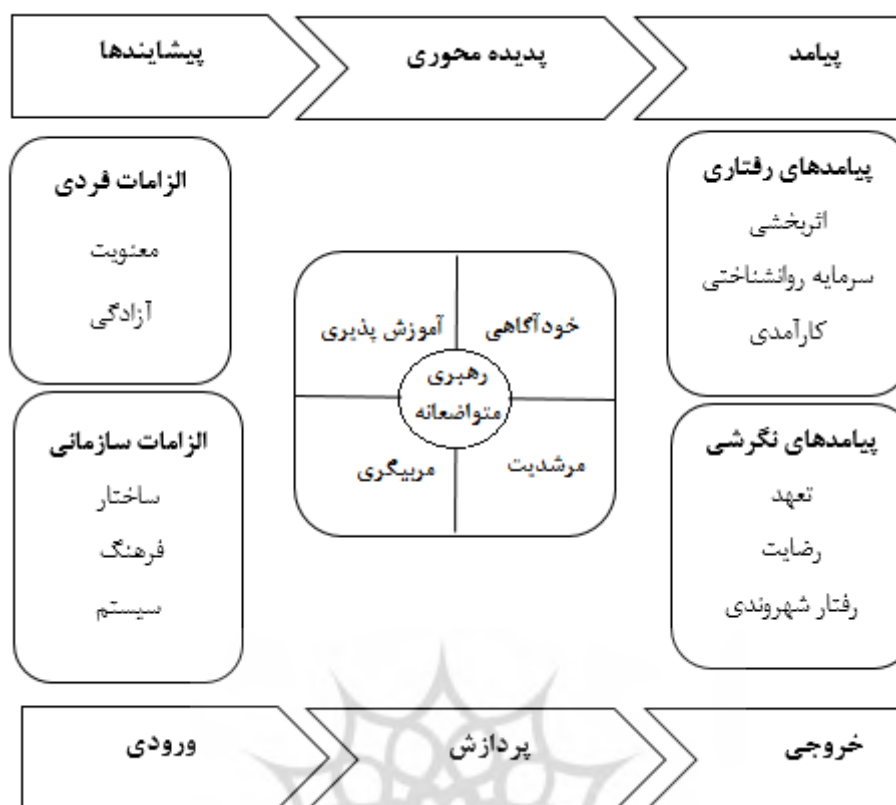 پیشایندها
پدیده محوری
پیامد
الزامات فردی
معنویت
آزادگی
الزامات سازمانی
ساختار
فرهنگ
سیستم
آموزش پذیری
خودآگاهی
رهبری
متواضعانه
مربیگری
مرشدیت
پیامدهای رفتاری
اثربخشی
سرمایه روانشناختی
کارآمدی
پیامدهای نگرشی
تعهد
رضایت
رفتار شهروندی
ورودی
پردازش
خروجی